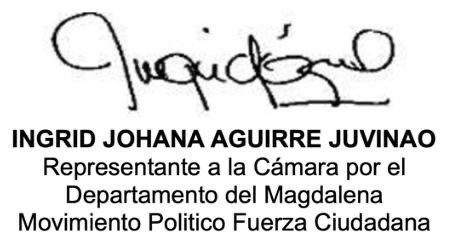 INGRID JOHANA AGUIRRE JUVINAO
Representante a la Cámara por el
Departamento del Magdalena
Movimiento Politico Fuerza Ciudadana